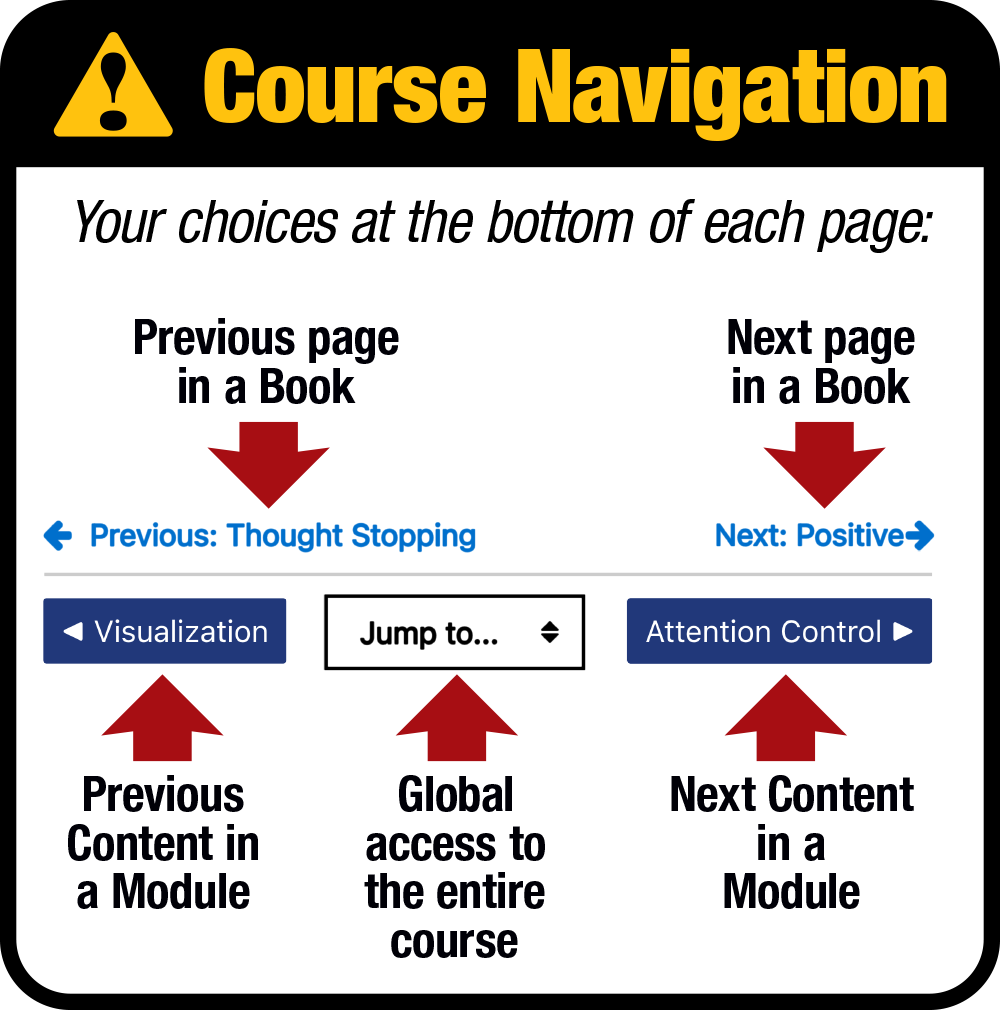 Course Navigation
Your choices at the bottom of each page:
Previous page
in a Book
Next page
in a Book
Previous: Thought Stopping
Next: Positive
Visualization
Jump to...
Attention Control
Previous
Content in
a Module
Global
access to
the entire
course
Next Content
in a
Module